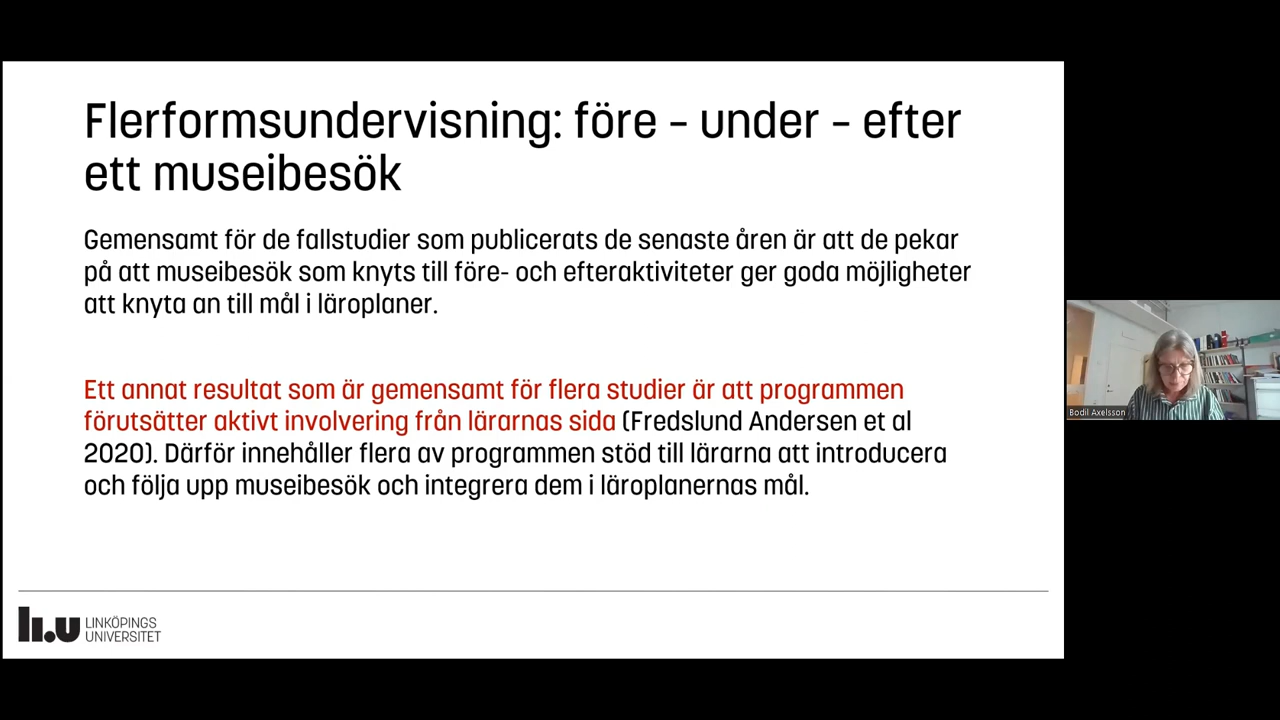 Flerformsundervisning: före – under – efter
ett museibesök
Gemensamt för de fallstudier som publicerats de senaste åren är att de pekar
på att museibesök som knyts till före- och efteraktiviteter ger goda möjligheter
att knyta an till mål i läroplaner.
Ett annat resultat som är gemensamt för flera studier är att programmen
förutsätter aktivt involvering från lärarnas sida (Fredslund Andersen et al
2020). Därför innehåller flera av programmen stöd till lärarna att introducera
och följa upp museibesök och integrera dem i läroplanernas mål.
Bodil Axelsson
li.u LINKÖPINGS
UNIVERSITET